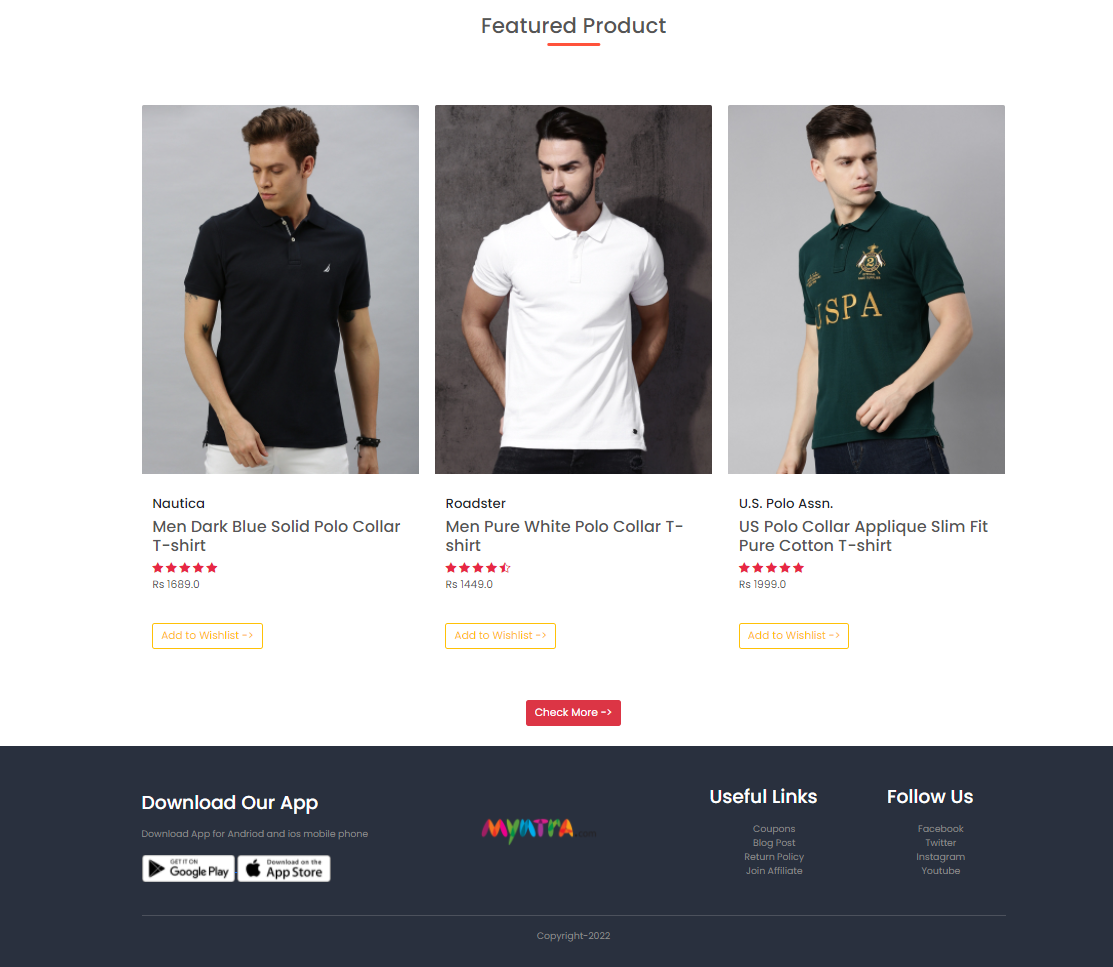 Featured Product
2
USPA
Nautica
Men Dark Blue Solid Polo Collar
T-shirt
Rs 1689.0
Add to Wishlist ->
Roadster
Men Pure White Polo Collar T-
shirt
Rs 1449.0
Add to Wishlist ->
U.S. Polo Assn.
US Polo Collar Applique Slim Fit
Pure Cotton T-shirt
Rs 1999.0
Add to Wishlist ->
Check More ->
Download Our App
Download App for Andriod and ios mobile phone
GET IT ON
Google Play
Download on the
App Store
Myntra.com
Useful Links
Coupons
Blog Post
Return Policy
Join Affiliate
Follow Us
Facebook
Twitter
Instagram
Youtube
Copyright-2022